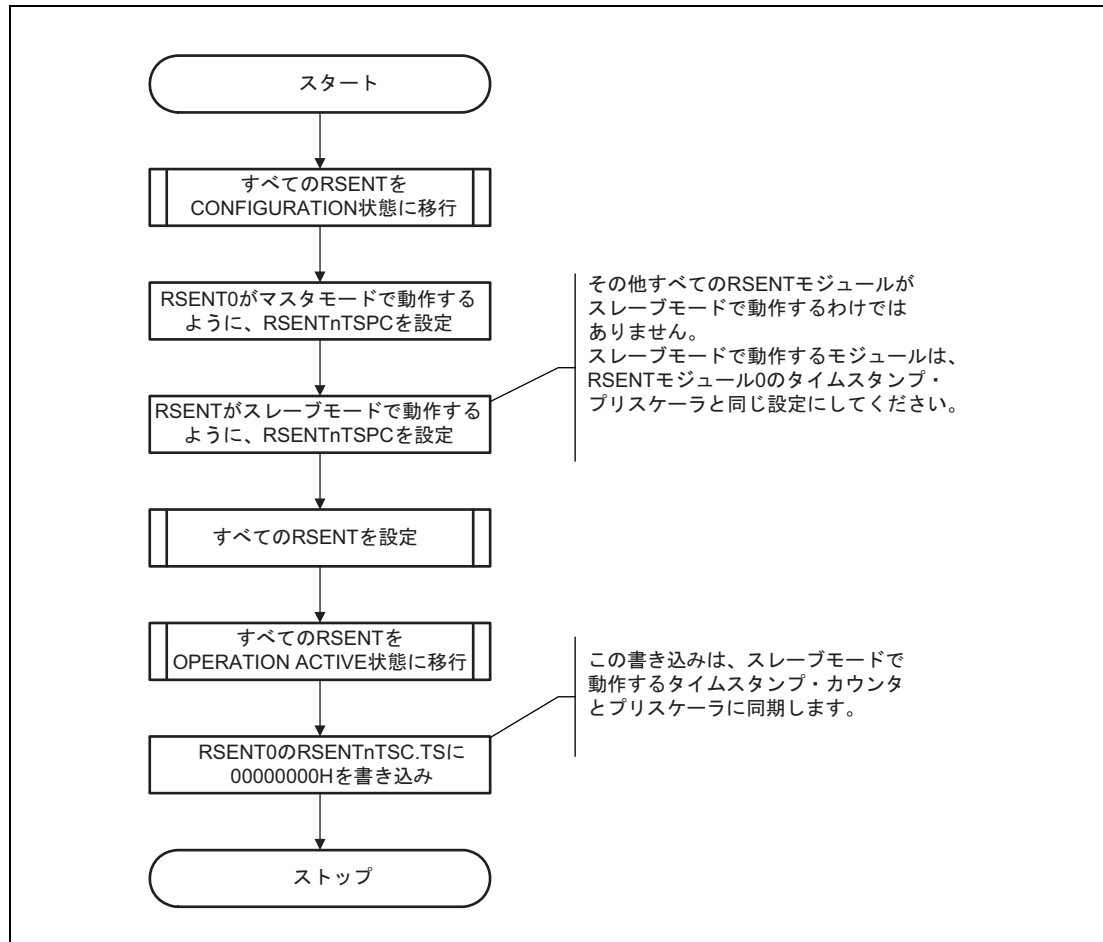 スタート
すべてのRSENTを
CONFIGURATION状態に移行
RSENT0がマスタモードで動作する
ように、RSENTnTSPCを設定
その他すべてのRSENTモジュールが
スレーブモードで動作するわけでは
ありません。
スレーブモードで動作するモジュールは、
RSENTモジュール0のタイムスタンプ・
プリスケーラと同じ設定にしてください。
RSENTがスレーブモードで動作する
ように、RSENTnTSPCを設定
すべてのRSENTを設定
すべてのRSENTを
OPERATION ACTIVE状態に移行
この書き込みは、スレーブモードで
動作するタイムスタンプ・カウンタ
とプリスケーラに同期します。
RSENT0のRSENTnTSC.TSに
00000000Hを書き込み
ストップ